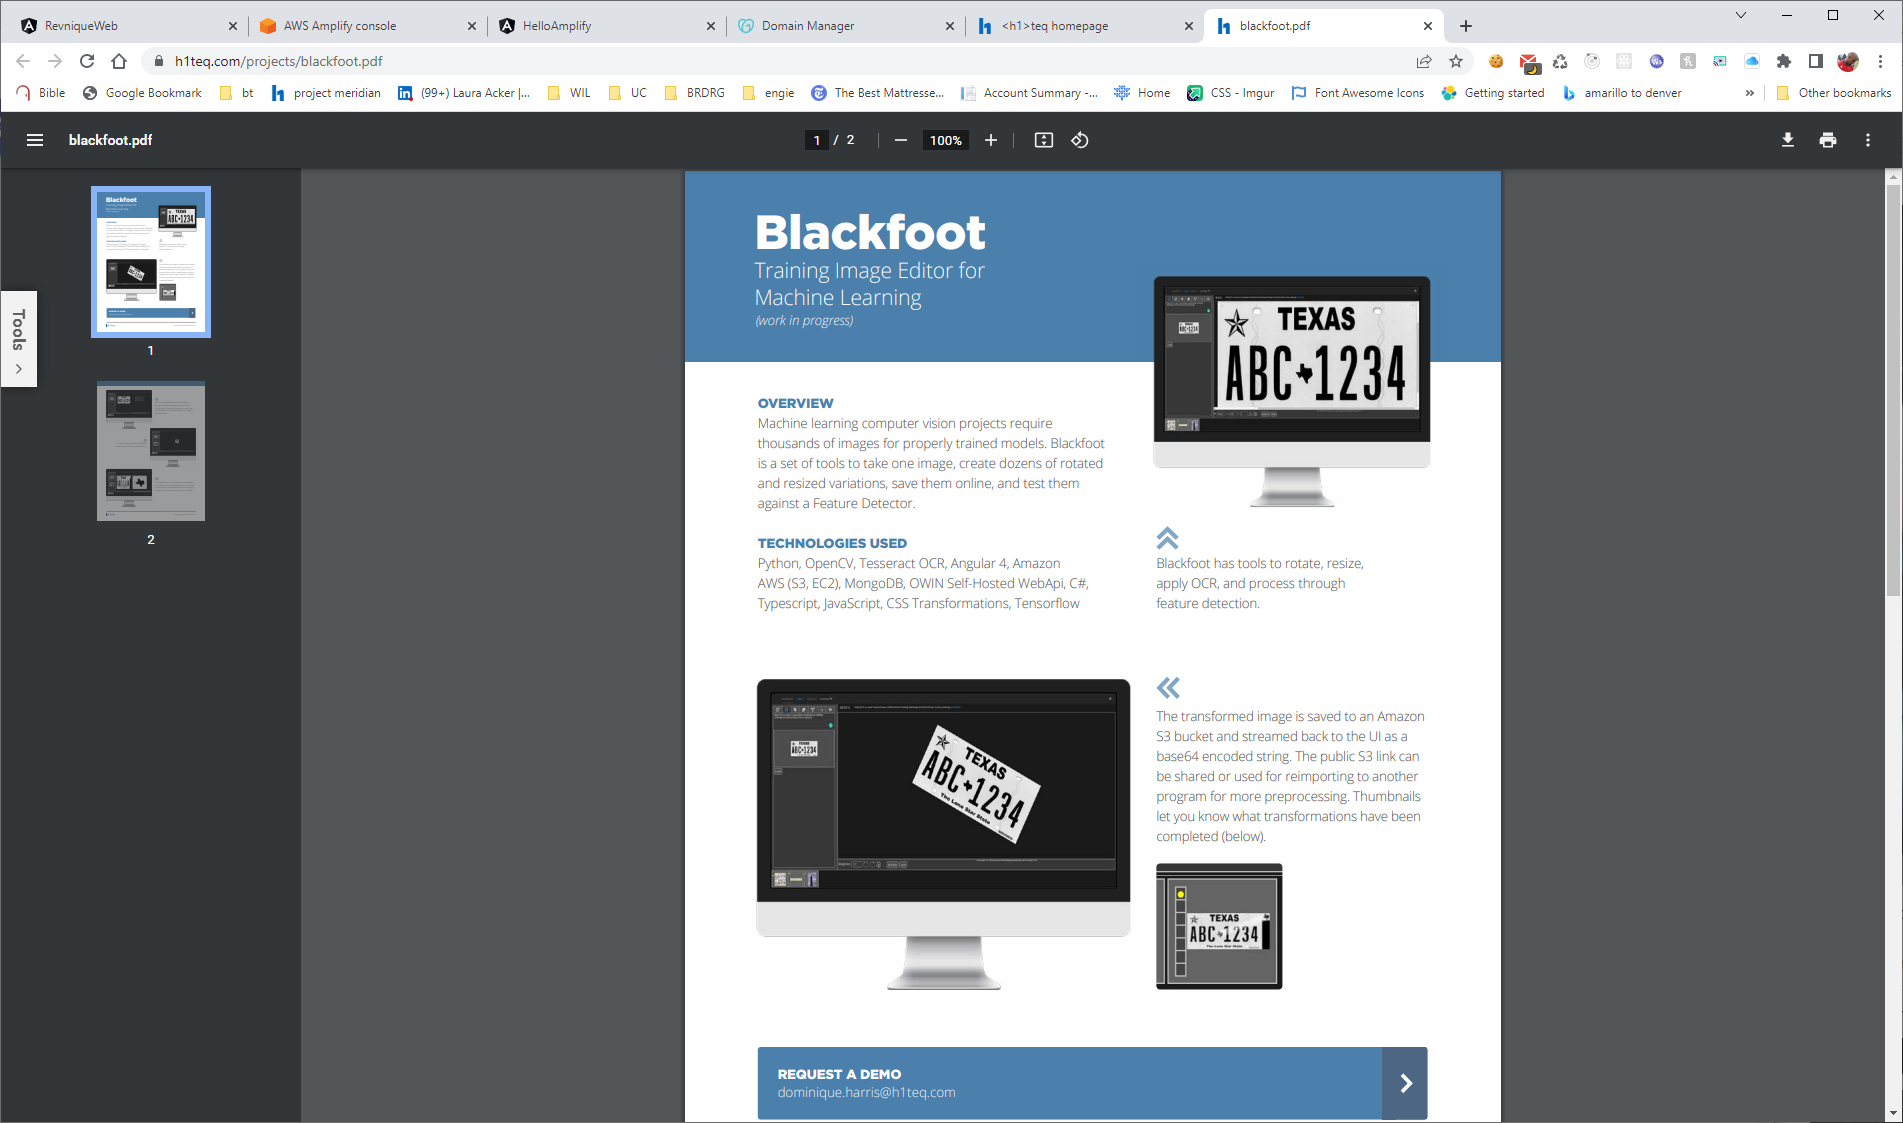 RevniqueWeb
AWS Amplify console
HelloAmplify
Domain Manager
<h1>teq homepage
blackfoot.pdf
h1teq.com/projects/blackfoot.pdf
Bible
Google Bookmark
bt
project meridian
(99+) Laura Acker |...
WIL
UC
BRDRG
engie
The Best Mattresse...
Account Summary -...
Home
CSS - Imgur
Font Awesome Icons
Getting started
amarillo to denver
»
Other bookmarks
blackfoot.pdf
1 / 2
100%
Tools
1
2
Blackfoot
Training Image Editor for
Machine Learning
(work in progress)
TEXAS
ABC 1234
OVERVIEW
Machine learning computer vision projects require
thousands of images for properly trained models. Blackfoot
is a set of tools to take one image, create dozens of rotated
and resized variations, save them online, and test them
against a Feature Detector.
TECHNOLOGIES USED
Python, OpenCV, Tesseract OCR, Angular 4, Amazon
AWS (S3, EC2), MongoDB, OWIN Self-Hosted WebApi, C#,
Typescript, JavaScript, CSS Transformations, Tensorflow
Blackfoot has tools to rotate, resize,
apply OCR, and process through
feature detection.
TEXAS
ABC 1234
The Lone Star State
The transformed image is saved to an Amazon
S3 bucket and streamed back to the UI as a
base64 encoded string. The public S3 link can
be shared or used for reimporting to another
program for more preprocessing. Thumbnails
let you know what transformations have been
completed (below).
TEXAS
ABC 1234
The Lone Star State
REQUEST A DEMO
dominique.harris@h1teq.com